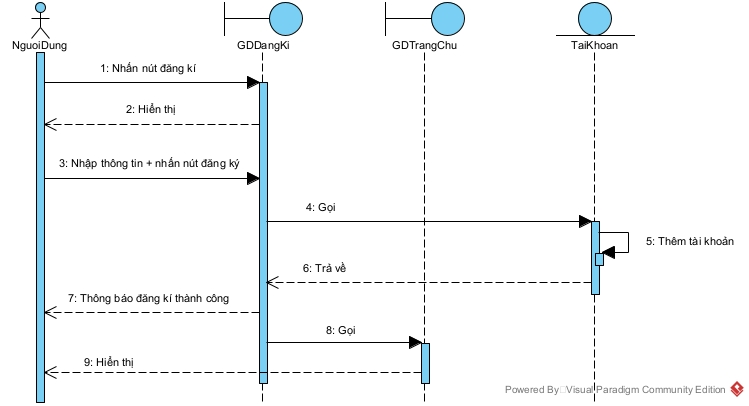 NguoiDung
GDDangKi
GDTrangChu
TaiKhoan
1: Nhấn nút đăng kí
2: Hiển thị
3: Nhập thông tin + nhấn nút đăng ký
4: Gọi
5: Thêm tài khoản
6: Trả về
7: Thông báo đăng kí thành công
8: Gọi
9: Hiển thị
Powered By Visual Paradigm Community Edition